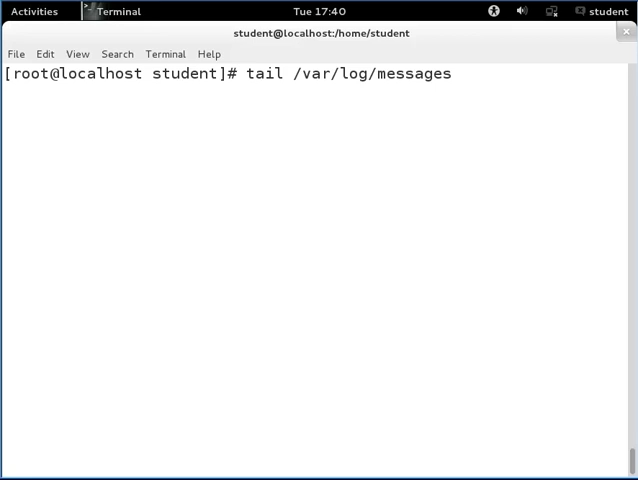 Activities Terminal Tue 17:40 student
student@localhost:/home/student
File Edit View Search Terminal Help
[root@localhost student]# tail /var/log/messages